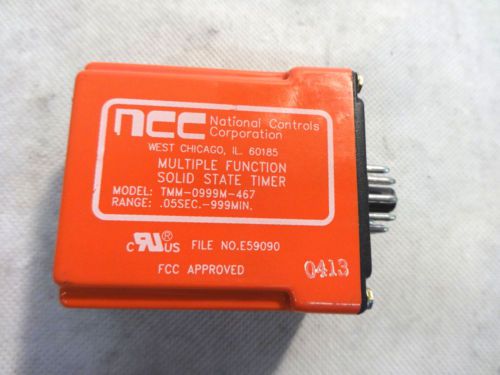 ncc National Controls
Corporation
WEST CHICAGO, IL. 60185
MULTIPLE FUNCTION
SOLID STATE TIMER
MODEL: TMM-0999M-467
RANGE: .05SEC.-999MIN.
c RU® US FILE NO.E59090
FCC APPROVED
0413